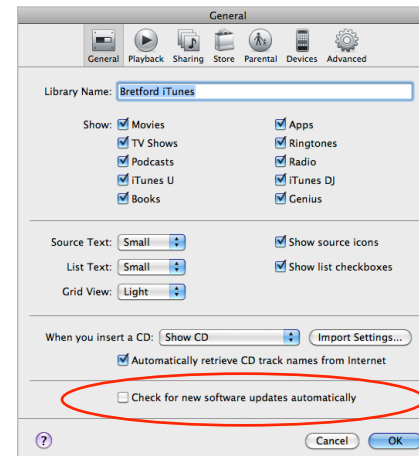 General
General Playback Sharing Store Parental Devices Advanced
Library Name: Bretford iTunes
Show: Movies Apps
TV Shows Ringtones
Podcasts Radio
iTunes U iTunes DJ
Books Genius
Source Text: Small Show source icons
List Text: Small Show list checkboxes
Grid View: Light
When you insert a CD: Show CD Import Settings...
Automatically retrieve CD track names from Internet
Check for new software updates automatically
? Cancel OK